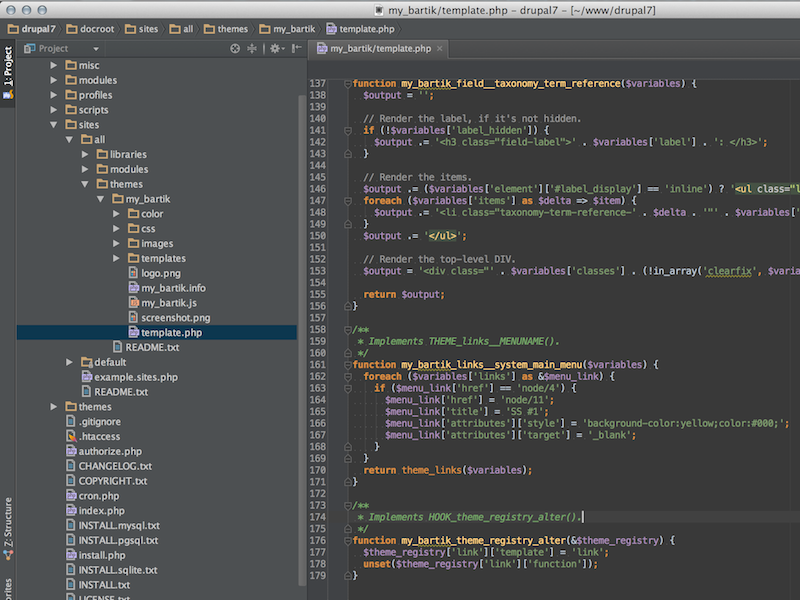 my_bartik/template.php - drupal7 - [~/www/drupal7]
drupal7 docroot sites all themes my_bartik template.php
Project
my_bartik/template.php
1: Project
misc
modules
profiles
scripts
sites
all
libraries
modules
themes
my_bartik
color
css
images
templates
logo.png
my_bartik.info
my_bartik.js
screenshot.png
template.php
README.txt
default
example.sites.php
README.txt
themes
.gitignore
.htaccess
authorize.php
CHANGELOG.txt
COPYRIGHT.txt
cron.php
index.php
INSTALL.mysql.txt
INSTALL.pgsql.txt
install.php
INSTALL.sqlite.txt
INSTALL.txt
LICENSE.txt
7: Structure
137 function my_bartik_field__taxonomy_term_reference($variables) {
138 $output = '';
139
140 // Render the label, if it's not hidden.
141 if (!$variables['label_hidden']) {
142 $output .= '<h3 class="field-label">' . $variables['label'] . ': </h3>';
143 }
144
145 // Render the items.
146 $output .= ($variables['element']['#label_display'] == 'inline') ? '<ul class="l
147 foreach ($variables['items'] as $delta => $item) {
148 $output .= '<li class="taxonomy-term-reference-' . $delta . '"' . $variables['
149 }
150 $output .= '</ul>';
151
152 // Render the top-level DIV.
153 $output = '<div class="' . $variables['classes'] . (!in_array('clearfix', $varia
154
155 return $output;
156 }
157
158 /**
159 * Implements THEME_links__MENUNAME().
160 */
161 function my_bartik_links__system_main_menu($variables) {
162 foreach ($variables['links'] as &$menu_link) {
163 if ($menu_link['href'] == 'node/4') {
164 $menu_link['href'] = 'node/11';
165 $menu_link['title'] = 'SS #1';
166 $menu_link['attributes']['style'] = 'background-color:yellow;color:#000;';
167 $menu_link['attributes']['target'] = '_blank';
168 }
169 }
170 return theme_links($variables);
171 }
172
173 /**
174 * Implements HOOK_theme_registry_alter().
175 */
176 function my_bartik_theme_registry_alter(&$theme_registry) {
177 $theme_registry['link']['template'] = 'link';
178 unset($theme_registry['link']['function']);
179 }